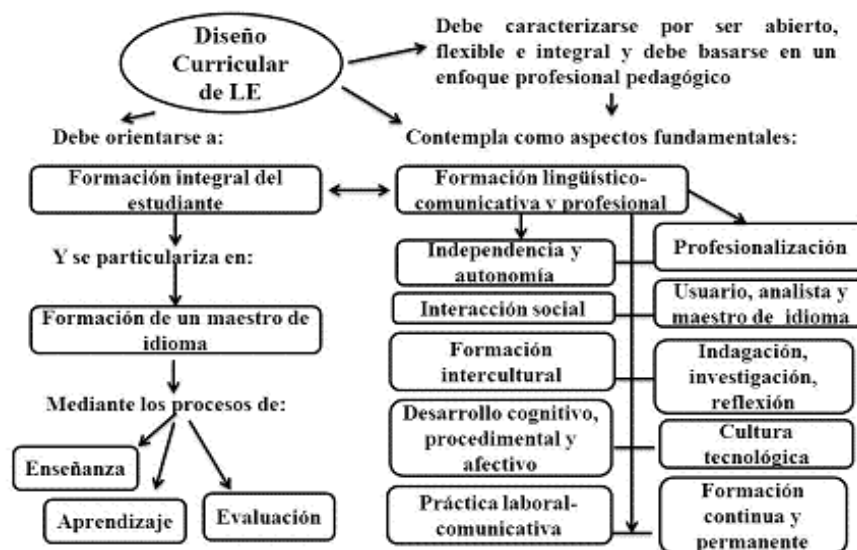 Diseño
Curricular
de LE
Debe caracterizarse por ser abierto,
flexible e integral y debe basarse en un
enfoque profesional pedagógico
Debe orientarse a:
Contempla como aspectos fundamentales:
Formación integral del
estudiante
Formación lingüístico-
comunicativa y profesional
Y se particulariza en:
Formación de un maestro de
idioma
Mediante los procesos de:
Enseñanza
Aprendizaje
Evaluación
Independencia y
autonomía
Profesionalización
Interacción social
Usuario, analista y
maestro de idioma
Formación
intercultural
Indagación,
investigación,
reflexión
Desarrollo cognitivo,
procedimental y
afectivo
Cultura
tecnológica
Práctica laboral-
comunicativa
Formación
continua y
permanente